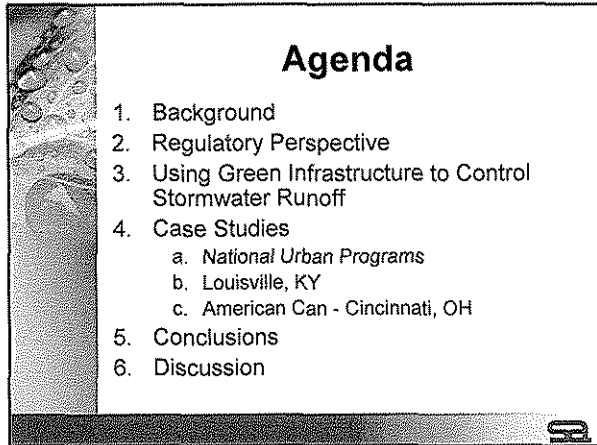 Agenda
1. Background
2. Regulatory Perspective
3. Using Green Infrastructure to Control
Stormwater Runoff
4. Case Studies
a. National Urban Programs
b. Louisville, KY
c. American Can - Cincinnati, OH
5. Conclusions
6. Discussion